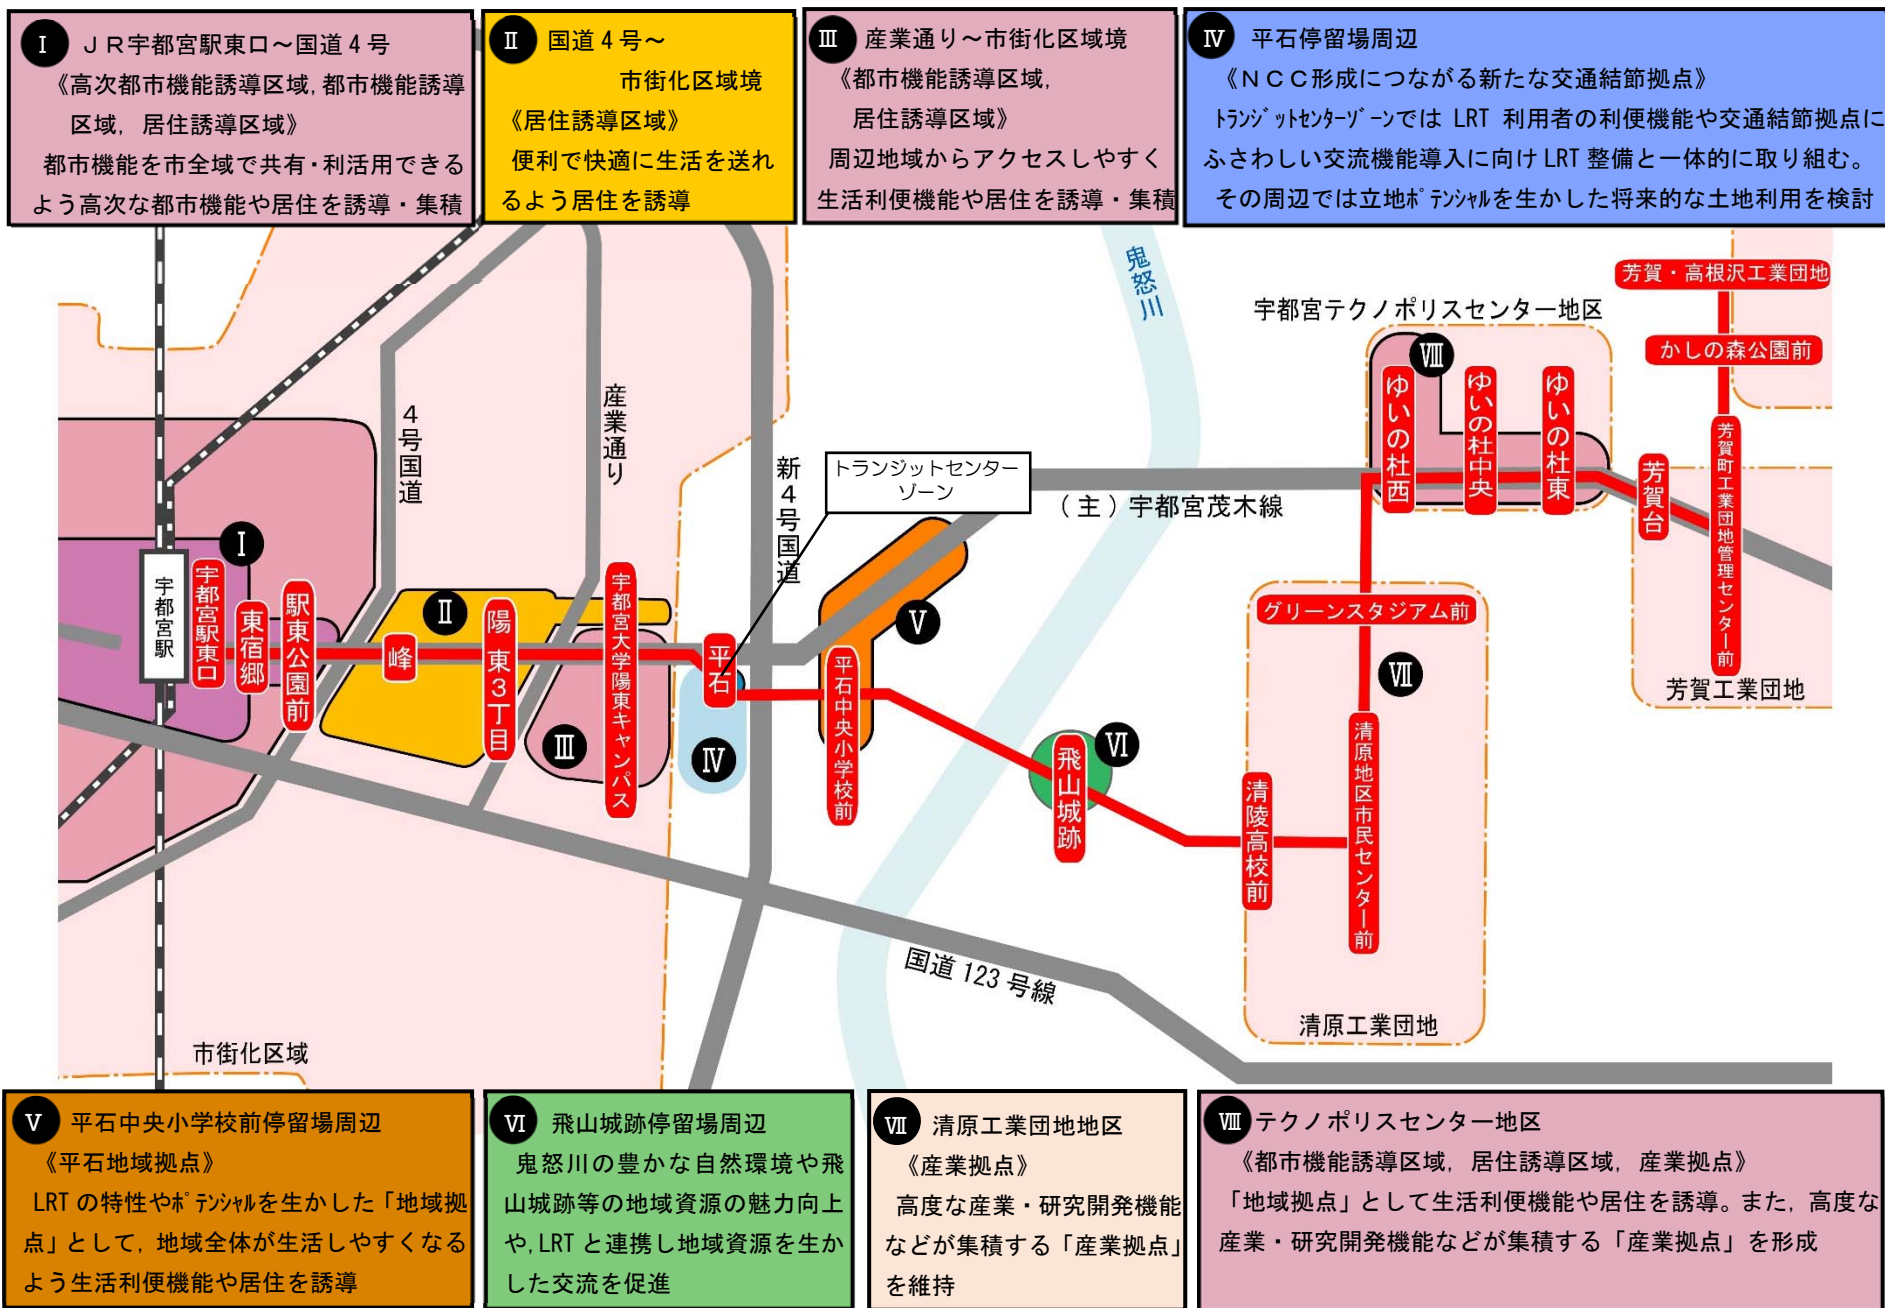 Ⅰ ＪＲ宇都宮駅東口～国道４号
《高次都市機能誘導区域，都市機能誘導
区域，居住誘導区域》
都市機能を市全域で共有・利活用できる
よう高次な都市機能や居住を誘導・集積
Ⅱ 国道４号～
市街化区域境
《居住誘導区域》
便利で快適に生活を送れ
るよう居住を誘導
Ⅲ 産業通り～市街化区域境
《都市機能誘導区域，
居住誘導区域》
周辺地域からアクセスしやすく
生活利便機能や居住を誘導・集積
Ⅳ 平石停留場周辺
《ＮＣＣ形成につながる新たな交通結節拠点》
ﾄﾗﾝｼﾞｯﾄｾﾝﾀｰｿﾞｰﾝでは LRT 利用者の利便機能や交通結節拠点に
ふさわしい交流機能導入に向け LRT 整備と一体的に取り組む。
その周辺では立地ﾎﾟﾃﾝｼｬﾙを生かした将来的な土地利用を検討
鬼怒川
宇都宮テクノポリスセンター地区
芳賀・高根沢工業団地
かしの森公園前
Ⅷ
ゆいの杜西
ゆいの杜中央
ゆいの杜東
芳賀台
芳賀町工業団地管理センター前
芳賀工業団地
４号国道
産業通り
新４号国道
トランジットセンター
ゾーン
（主）宇都宮茂木線
宇都宮駅
Ⅰ
宇都宮駅東口
東宿郷
駅東公園前
峰
Ⅱ
陽東３丁目
Ⅲ
宇都宮大学陽東キャンパス
平石
Ⅳ
Ⅴ
平石中央小学校前
飛山城跡
Ⅵ
清陵高校前
グリーンスタジアム前
Ⅶ
清原地区市民センター前
清原工業団地
国道 123 号線
市街化区域
Ⅴ 平石中央小学校前停留場周辺
《平石地域拠点》
LRT の特性やﾎﾟﾃﾝｼｬﾙを生かした「地域拠
点」として，地域全体が生活しやすくなる
よう生活利便機能や居住を誘導
Ⅵ 飛山城跡停留場周辺
鬼怒川の豊かな自然環境や飛
山城跡等の地域資源の魅力向上
や，LRT と連携し地域資源を生か
した交流を促進
Ⅶ 清原工業団地地区
《産業拠点》
高度な産業・研究開発機能
などが集積する「産業拠点」
を維持
Ⅷ テクノポリスセンター地区
《都市機能誘導区域，居住誘導区域，産業拠点》
「地域拠点」として生活利便機能や居住を誘導。また，高度な
産業・研究開発機能などが集積する「産業拠点」を形成